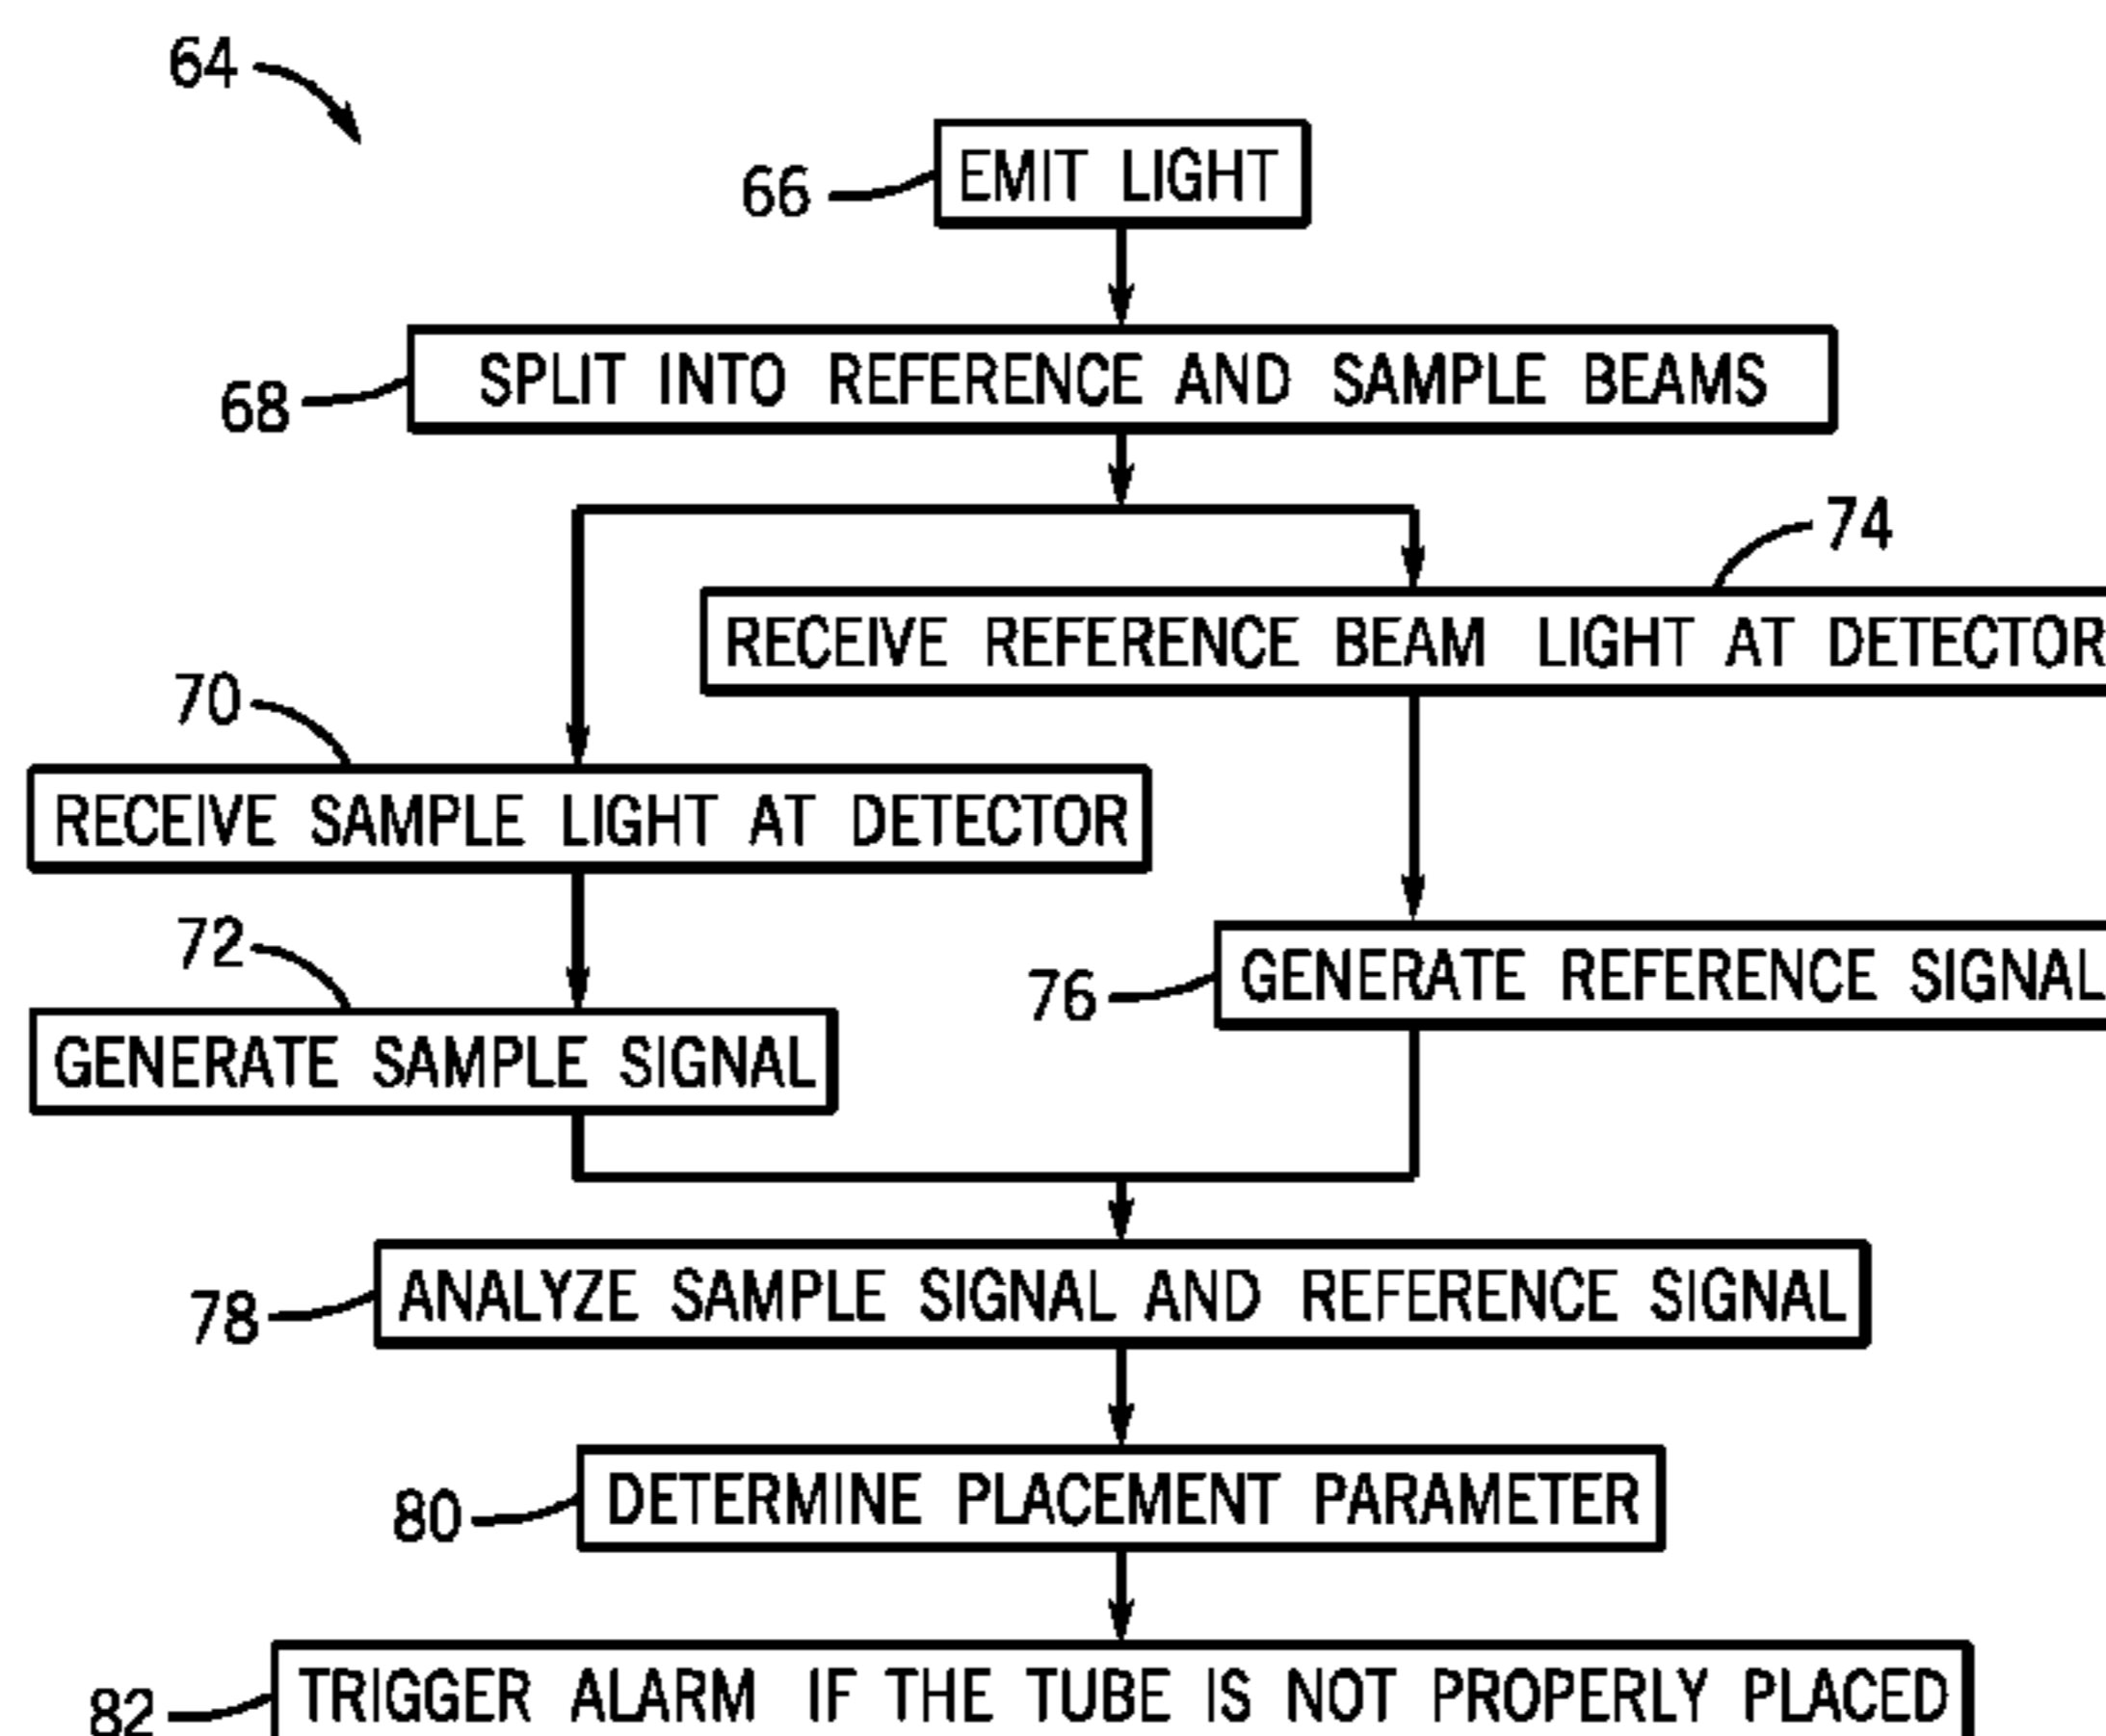 64
66
EMIT LIGHT
68
SPLIT INTO REFERENCE AND SAMPLE BEAMS
74
RECEIVE REFERENCE BEAM LIGHT AT DETECTOR
70
RECEIVE SAMPLE LIGHT AT DETECTOR
72
76
GENERATE REFERENCE SIGNAL
GENERATE SAMPLE SIGNAL
78
ANALYZE SAMPLE SIGNAL AND REFERENCE SIGNAL
80
DETERMINE PLACEMENT PARAMETER
82
TRIGGER ALARM IF THE TUBE IS NOT PROPERLY PLACED